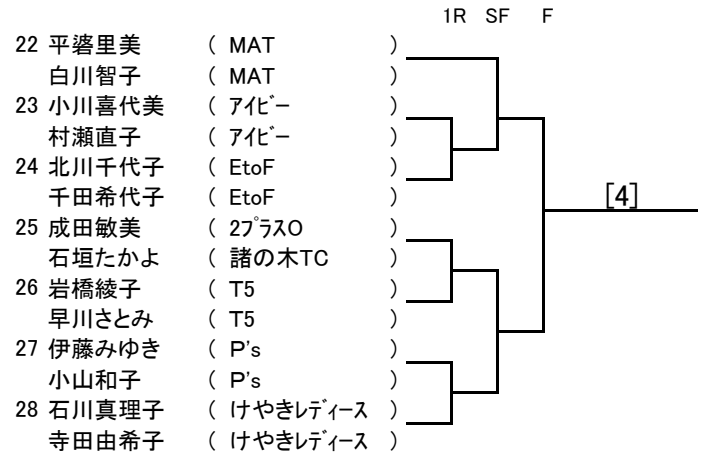 1R SF F
22 平婆里美 ( MAT )
白川智子 ( MAT )
23 小川喜代美 ( アイビー )
村瀬直子 ( アイビー )
24 北川千代子 ( EtoF )
千田希代子 ( EtoF )
[4]
25 成田敏美 ( 2プラスO )
石垣たかよ ( 諸の木TC )
26 岩橋綾子 ( T5 )
早川さとみ ( T5 )
27 伊藤みゆき ( P's )
小山和子 ( P's )
28 石川真理子 ( けやきレディース )
寺田由希子 ( けやきレディース )